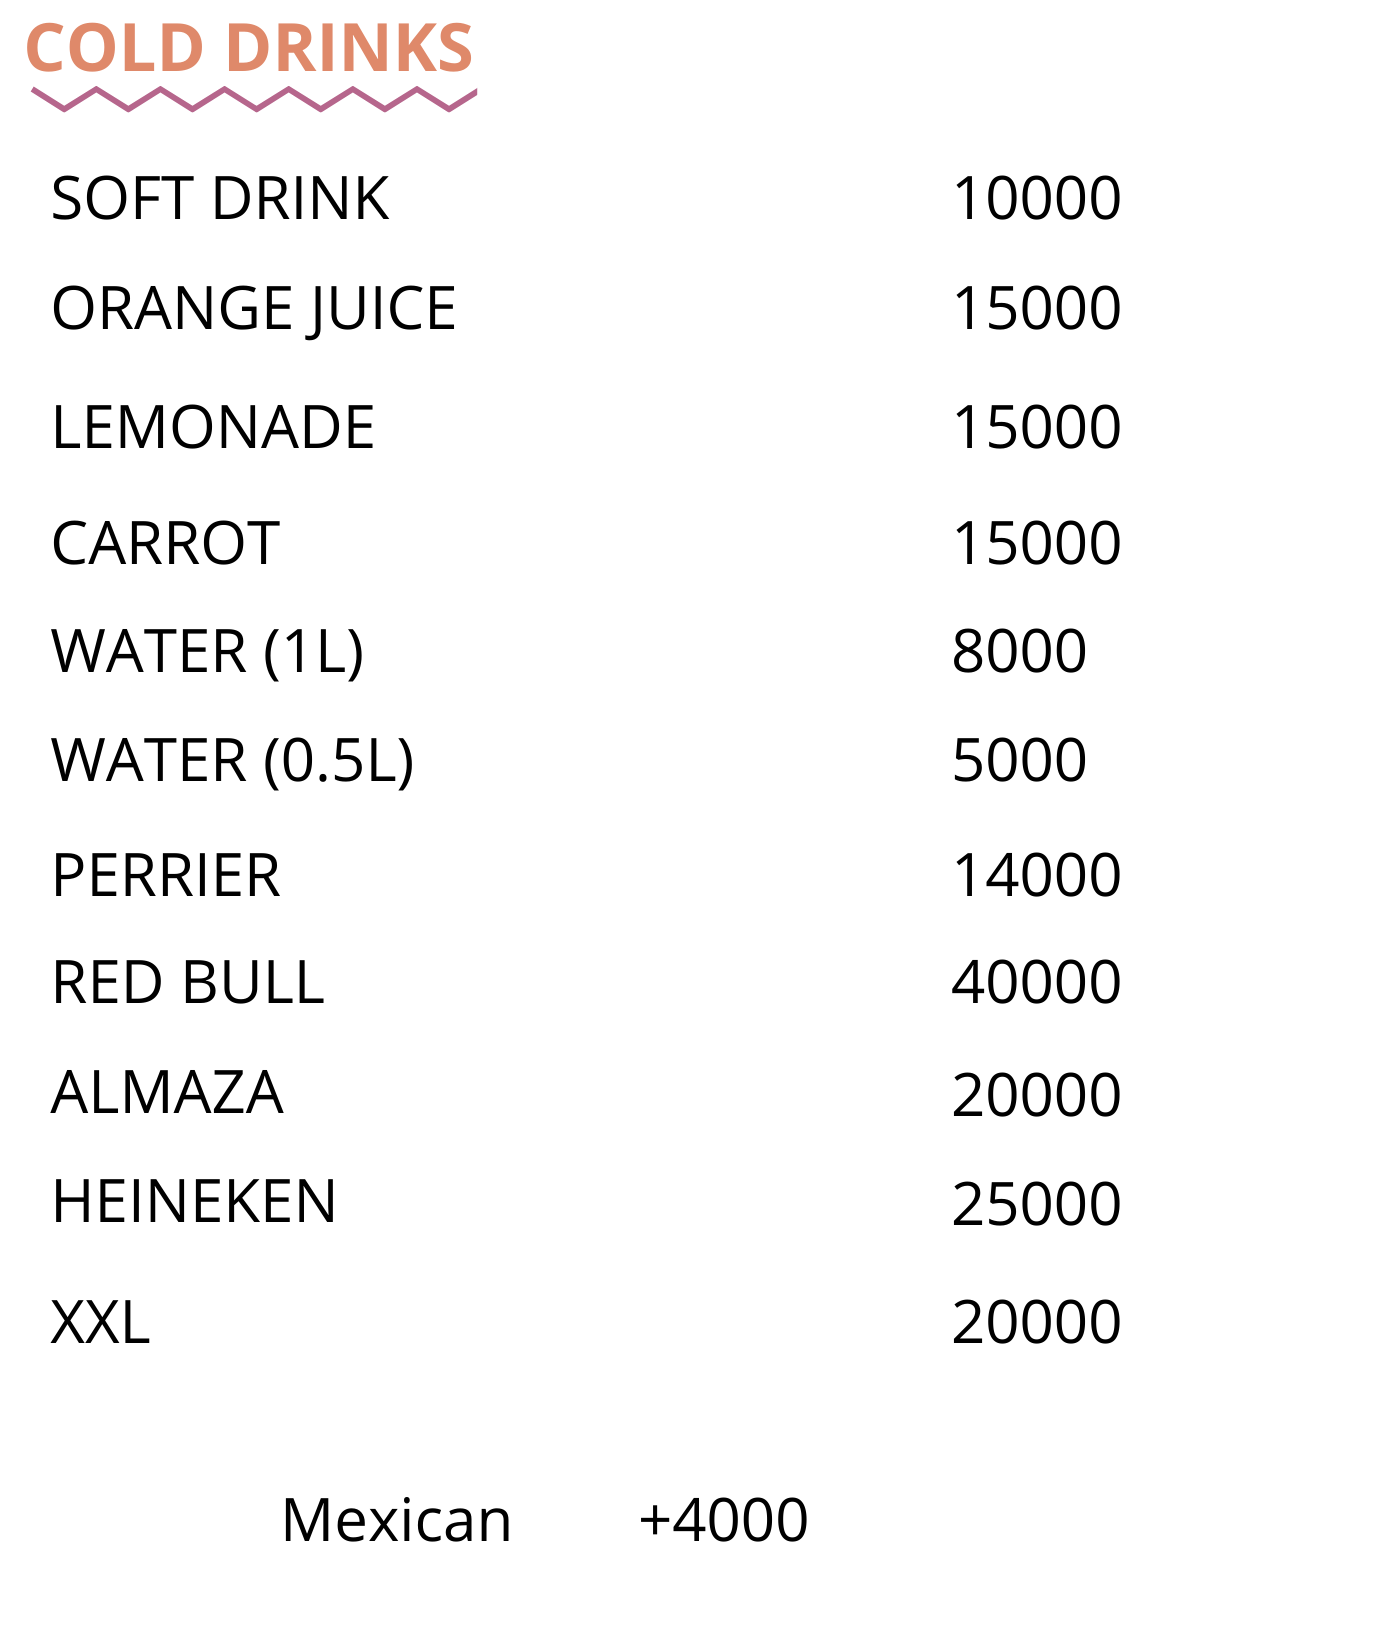 COLD DRINKS
SOFT DRINK 10000
ORANGE JUICE 15000
LEMONADE 15000
CARROT 15000
WATER (1L) 8000
WATER (0.5L) 5000
PERRIER 14000
RED BULL 40000
ALMAZA 20000
HEINEKEN 25000
XXL 20000
Mexican +4000